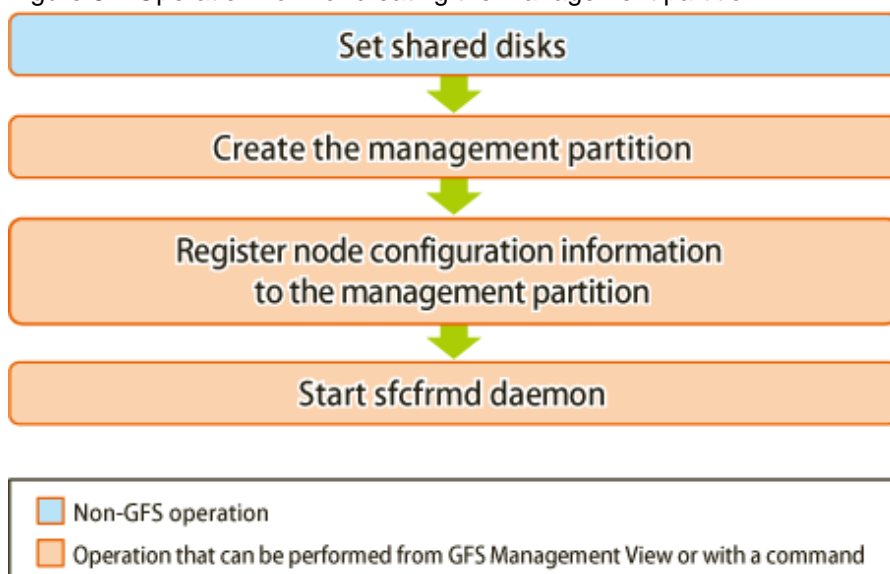 Set shared disks
Create the management partition
Register node configuration information
to the management partition
Start sfcfrmd daemon
Non-GFS operation
Operation that can be performed from GFS Management View or with a command